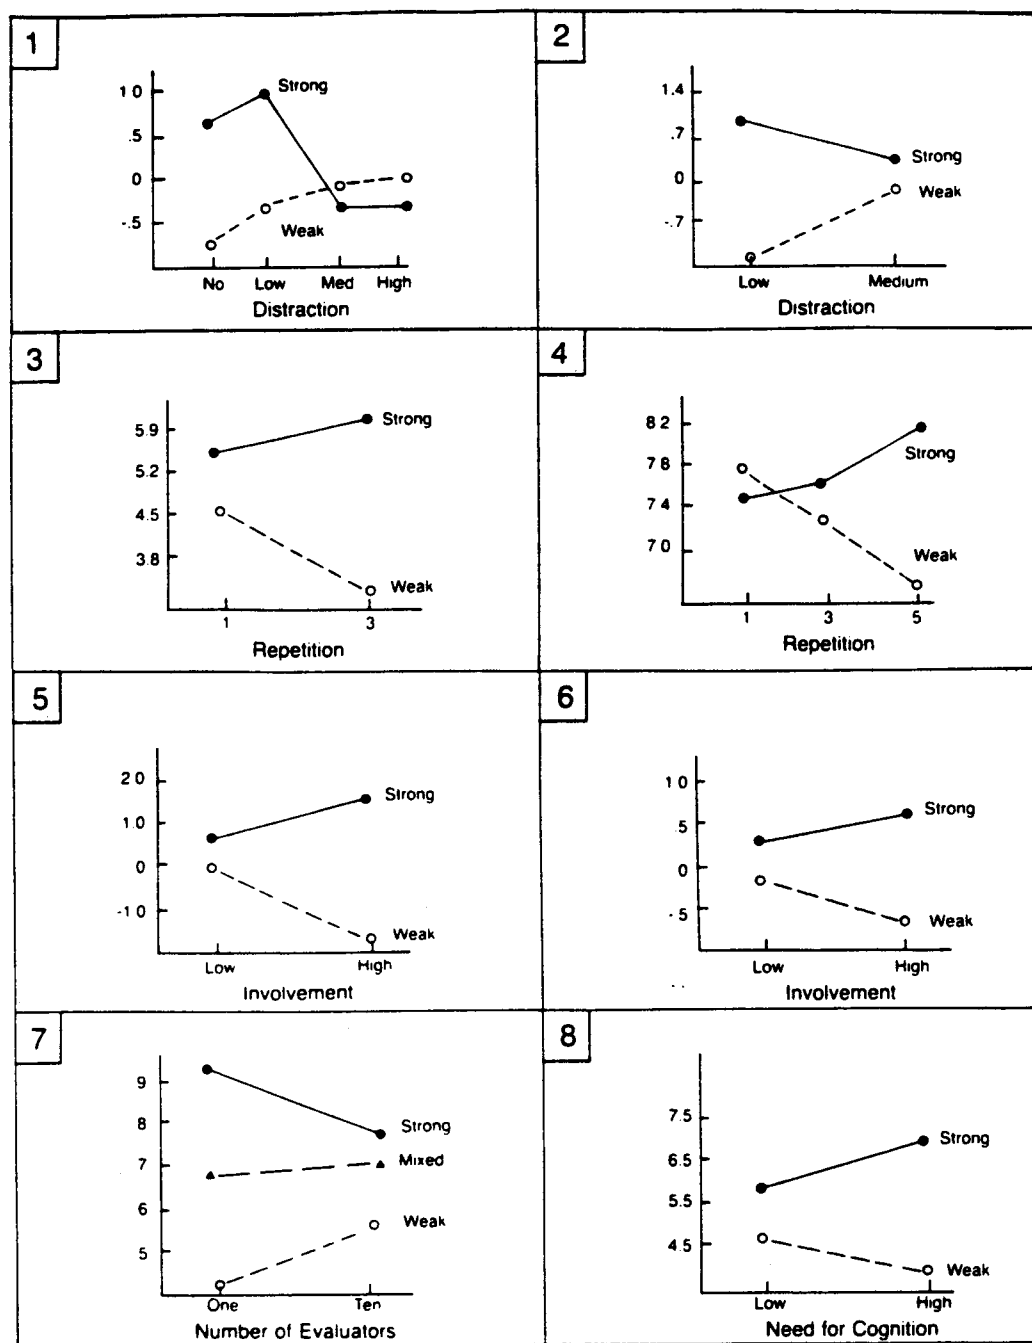 1
1 0
.5
0
-.5
Strong
Weak
No Low Med High
Distraction
2
1.4
.7
0
-.7
Strong
Weak
Low Medium
Distraction
3
5.9
5.2
4.5
3.8
Strong
Weak
1 3
Repetition
4
8 2
7 8
7 4
7 0
Strong
Weak
1 3 5
Repetition
5
2 0
1.0
0
-1 0
Strong
Weak
Low High
Involvement
6
1 0
.5
0
-.5
Strong
Weak
Low High
Involvement
7
9
8
7
6
5
Strong
Mixed
Weak
One Ten
Number of Evaluators
8
7.5
6.5
5.5
4.5
Strong
Weak
Low High
Need for Cognition